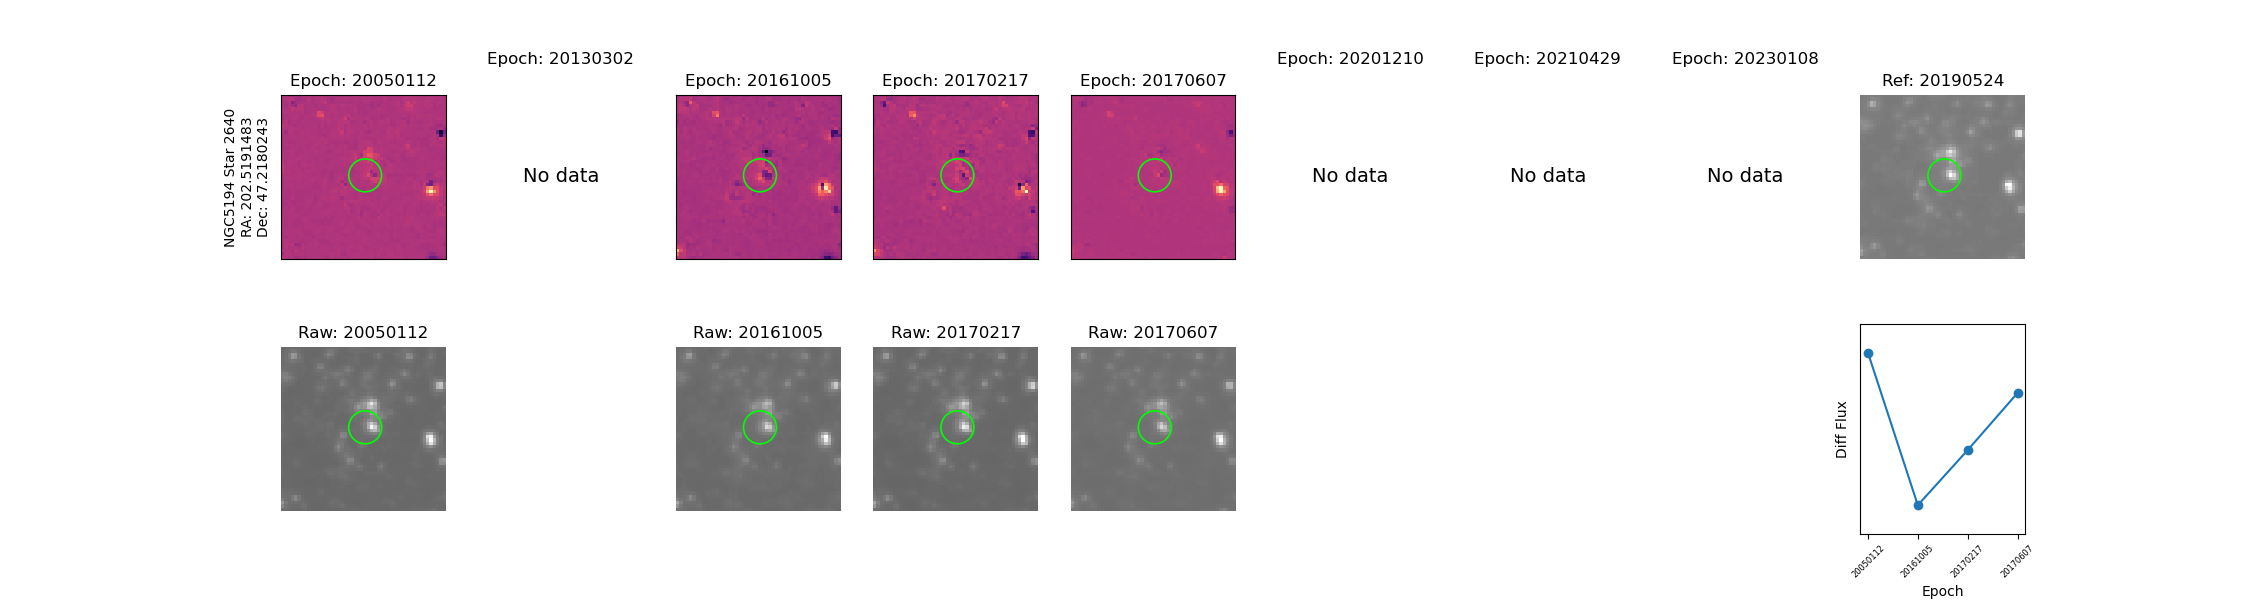 Epoch: 20050112
Epoch: 20130302
Epoch: 20161005
Epoch: 20170217
Epoch: 20170607
Epoch: 20201210
Epoch: 20210429
Epoch: 20230108
Ref: 20190524
NGC5194 Star 2640
RA: 202.5191483
Dec: 47.2180243
No data
No data
No data
No data
Raw: 20050112
Raw: 20161005
Raw: 20170217
Raw: 20170607
Diff Flux
20050112
20161005
20170217
20170607
Epoch